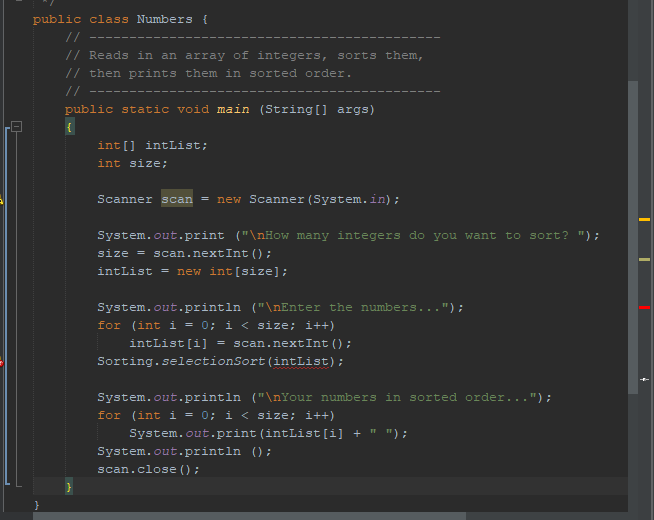 */
public class Numbers {
// --------------------------------------------
// Reads in an array of integers, sorts them,
// then prints them in sorted order.
// --------------------------------------------
public static void main (String[] args)
{
int[] intList;
int size;
Scanner scan = new Scanner(System.in);
System.out.print ("\nHow many integers do you want to sort? ");
size = scan.nextInt();
intList = new int[size];
System.out.println ("\nEnter the numbers...");
for (int i = 0; i < size; i++)
intList[i] = scan.nextInt();
Sorting.selectionSort(intList);
System.out.println ("\nYour numbers in sorted order...");
for (int i = 0; i < size; i++)
System.out.print(intList[i] + " ");
System.out.println ();
scan.close();
}
}